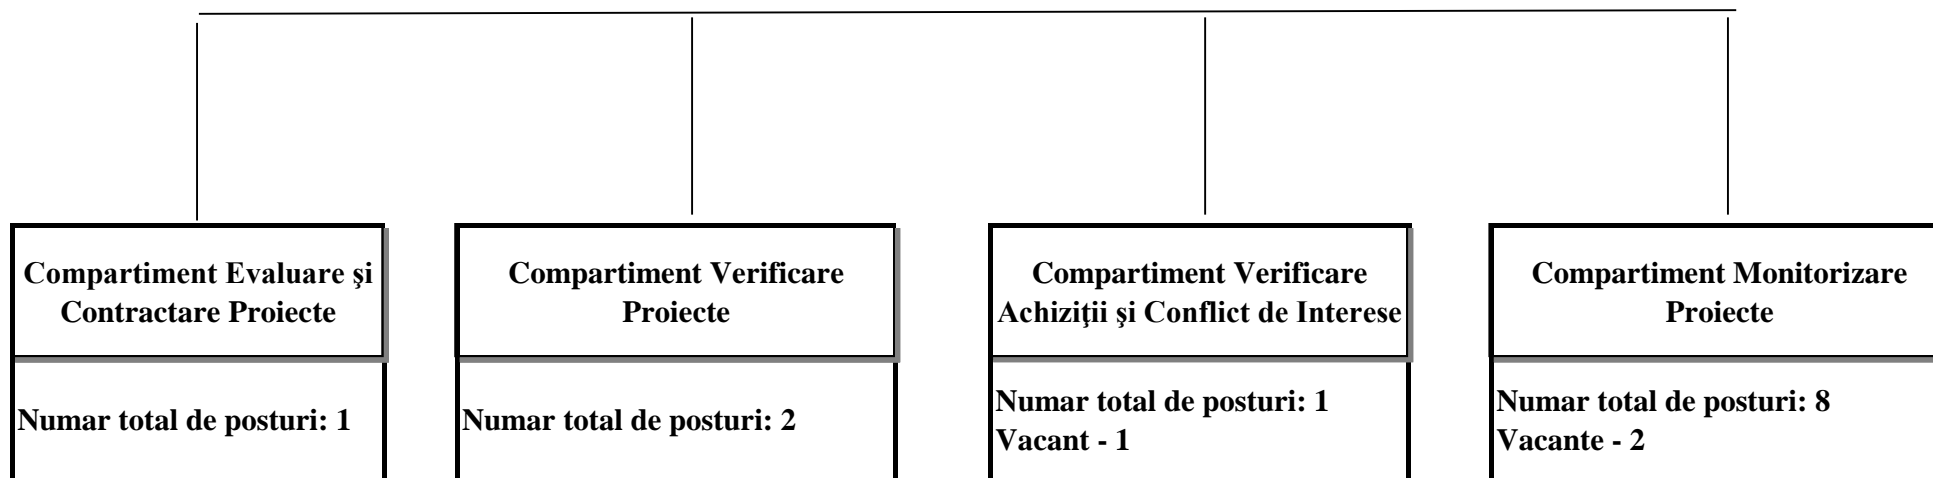 Compartiment Evaluare şi
Contractare Proiecte
Numar total de posturi: 1
Compartiment Verificare
Proiecte
Numar total de posturi: 2
Compartiment Verificare
Achiziţii şi Conflict de Interese
Numar total de posturi: 1
Vacant - 1
Compartiment Monitorizare
Proiecte
Numar total de posturi: 8
Vacante - 2